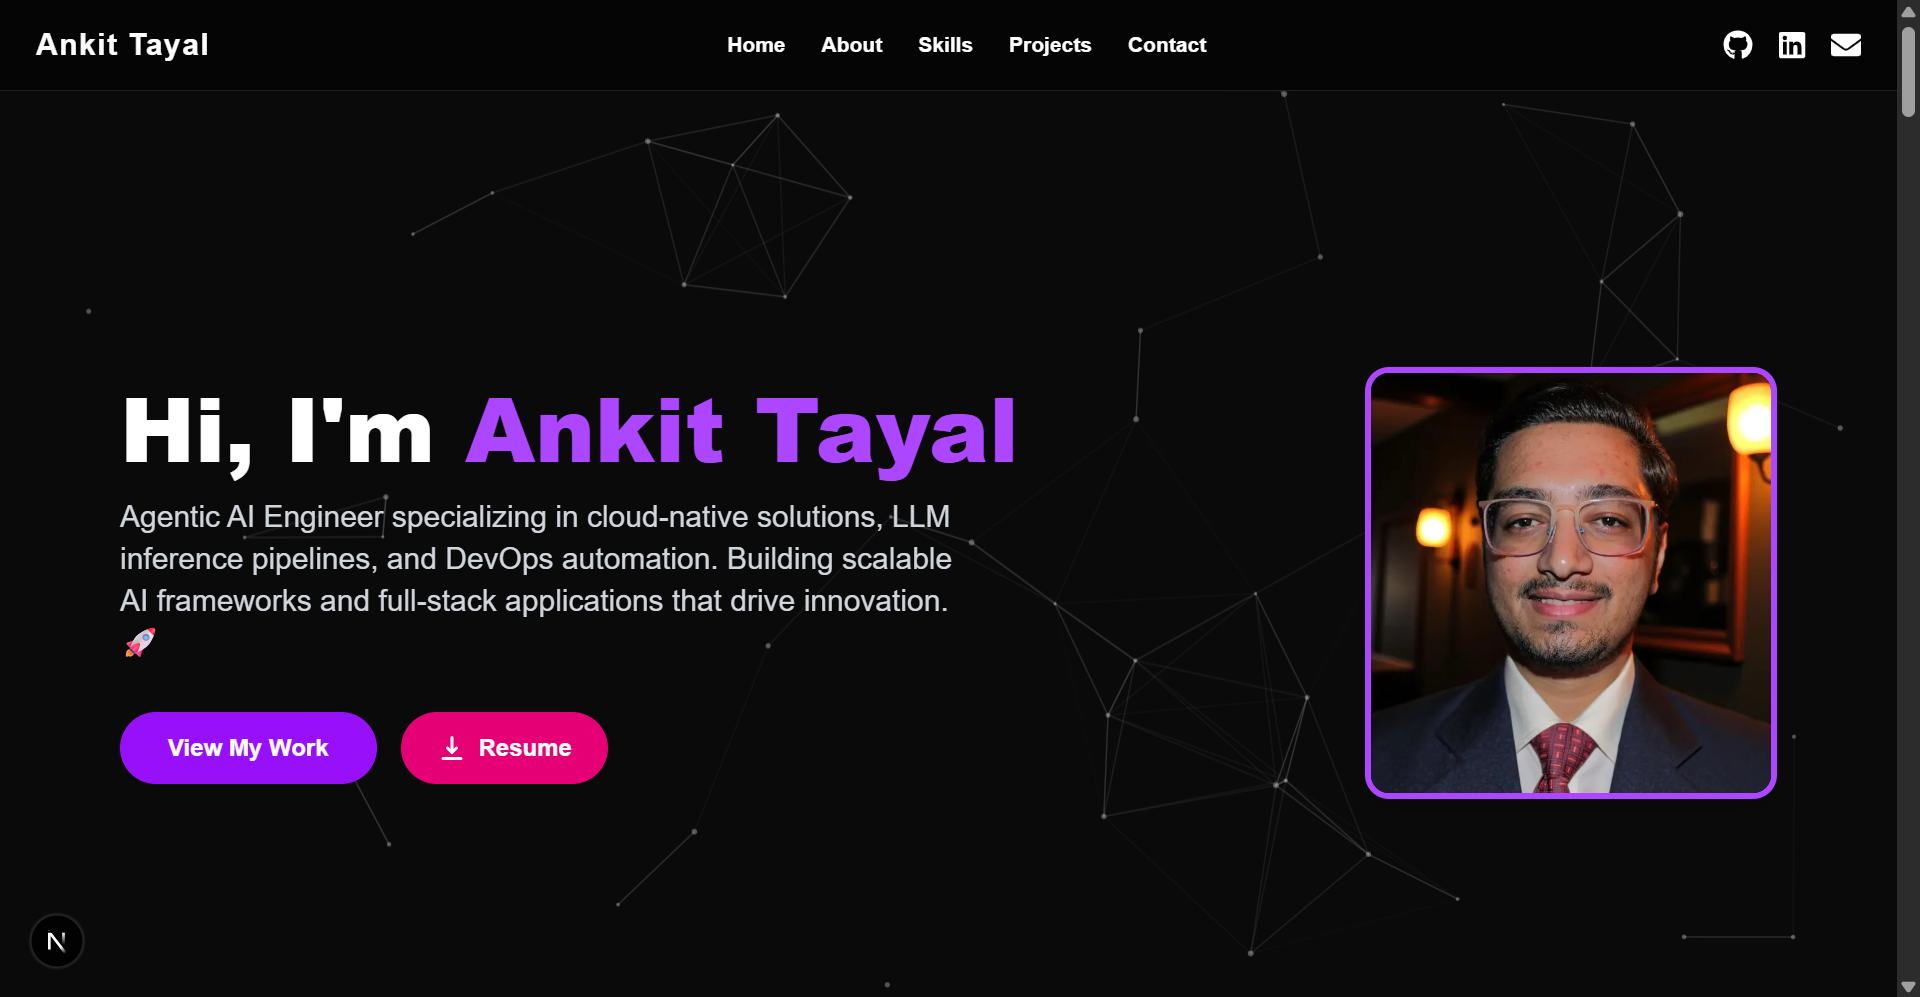 Ankit Tayal
Home About Skills Projects Contact
Hi, I'm Ankit Tayal
Agentic AI Engineer specializing in cloud-native solutions, LLM
inference pipelines, and DevOps automation. Building scalable
AI frameworks and full-stack applications that drive innovation.
🚀
View My Work
Resume
N